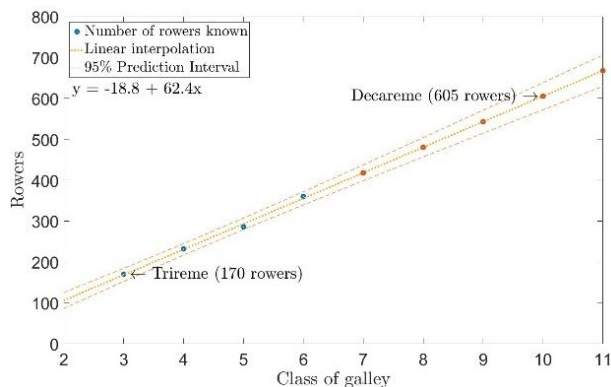 800
700
600
500
400
300
200
100
0
Rowers
Number of rowers known
Linear interpolation
95% Prediction Interval
y = -18.8 + 62.4x
Decareme (605 rowers)→
← Trireme (170 rowers)
2 3 4 5 6 7 8 9 10 11
Class of galley